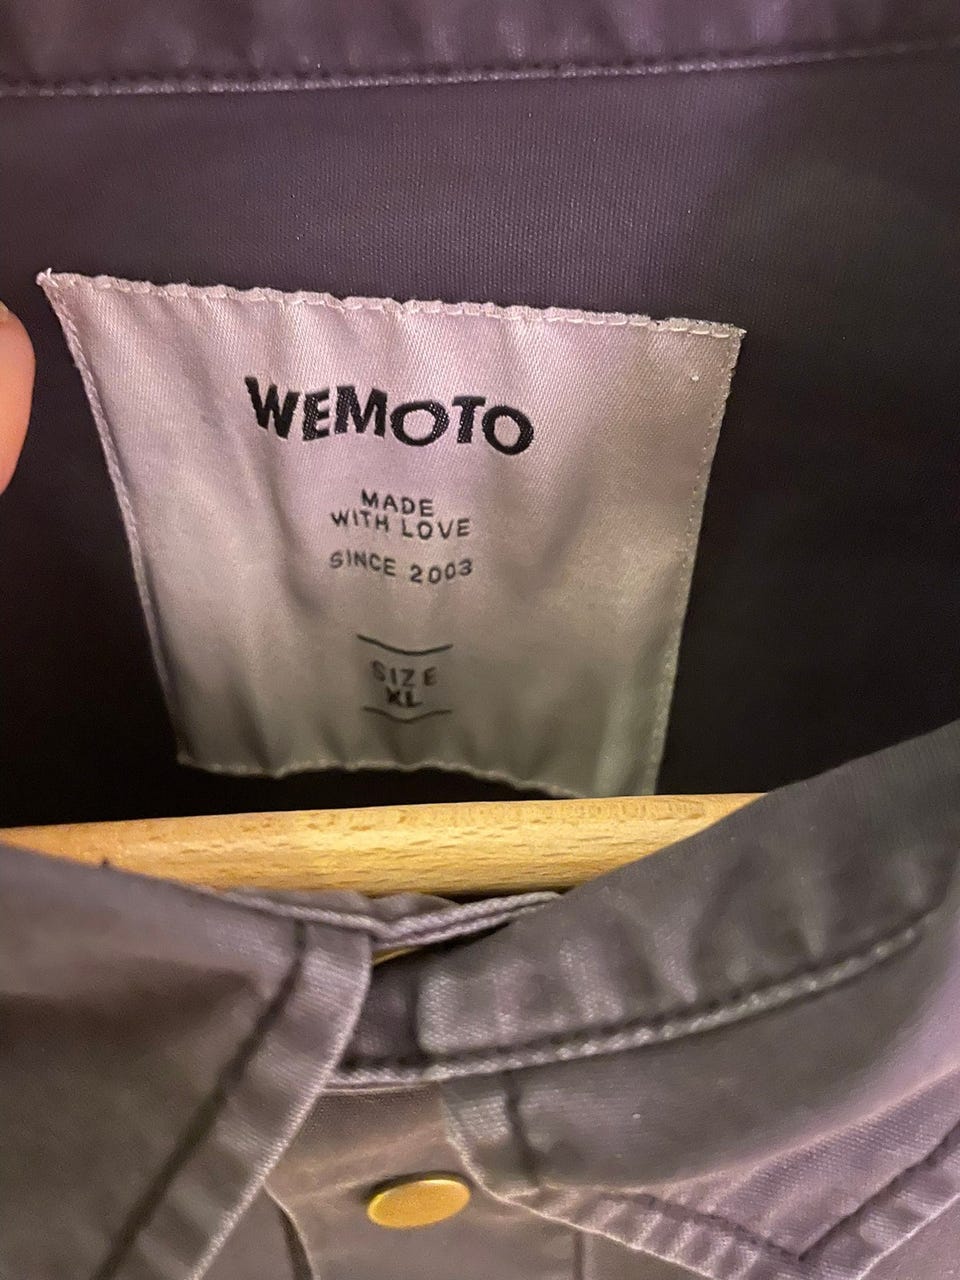 WEMOTO
MADE
WITH LOVE
SINCE 2003
SIZE
XL